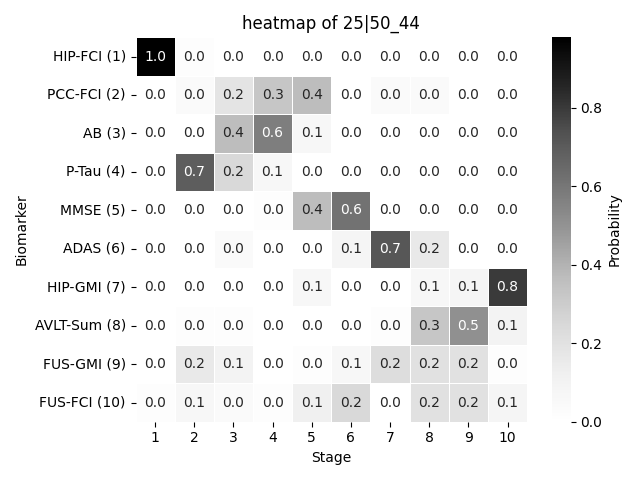 heatmap of 25|50_44
HIP-FCI (1) 1.0 0.0 0.0 0.0 0.0 0.0 0.0 0.0 0.0 0.0
PCC-FCI (2) 0.0 0.0 0.2 0.3 0.4 0.0 0.0 0.0 0.0 0.0
AB (3) 0.0 0.0 0.4 0.6 0.1 0.0 0.0 0.0 0.0 0.0
P-Tau (4) 0.0 0.7 0.2 0.1 0.0 0.0 0.0 0.0 0.0 0.0
MMSE (5) 0.0 0.0 0.0 0.0 0.4 0.6 0.0 0.0 0.0 0.0
ADAS (6) 0.0 0.0 0.0 0.0 0.0 0.1 0.7 0.2 0.0 0.0
HIP-GMI (7) 0.0 0.0 0.0 0.0 0.1 0.0 0.0 0.1 0.1 0.8
AVLT-Sum (8) 0.0 0.0 0.0 0.0 0.0 0.0 0.0 0.3 0.5 0.1
FUS-GMI (9) 0.0 0.2 0.1 0.0 0.0 0.1 0.2 0.2 0.2 0.0
FUS-FCI (10) 0.0 0.1 0.0 0.0 0.1 0.2 0.0 0.2 0.2 0.1
1 2 3 4 5 6 7 8 9 10
Stage
Biomarker
0.8
0.6
0.4
0.2
0.0
Probability